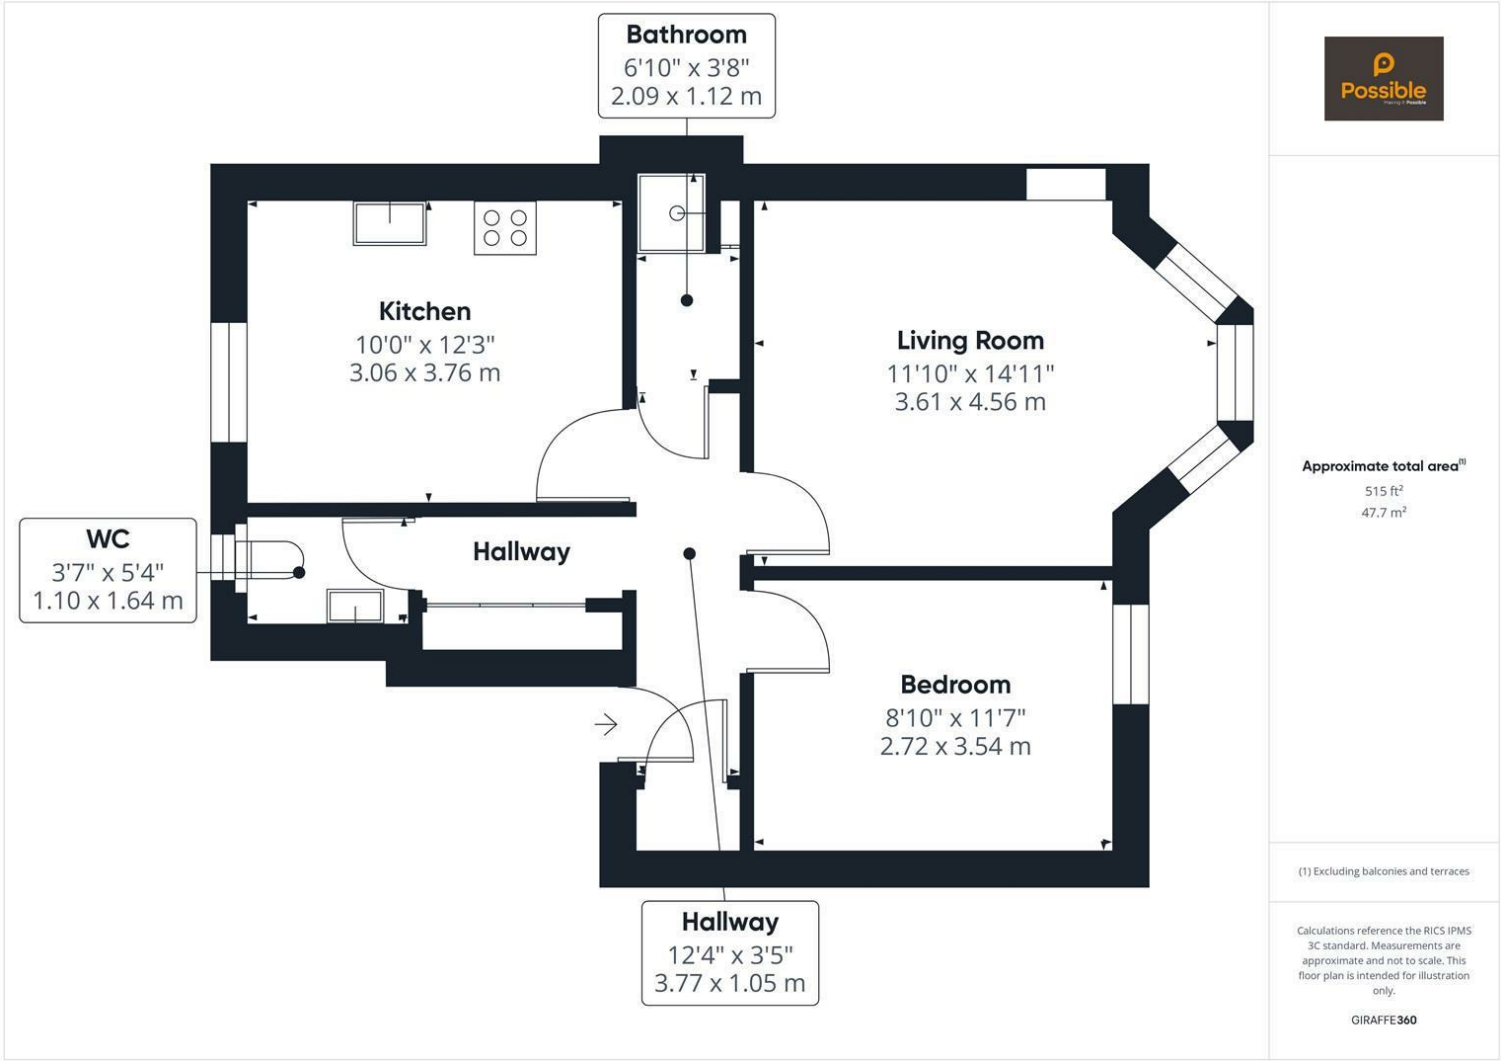 Bathroom
6'10" x 3'8"
2.09 x 1.12 m
Kitchen
10'0" x 12'3"
3.06 x 3.76 m
Living Room
11'10" x 14'11"
3.61 x 4.56 m
WC
3'7" x 5'4"
1.10 x 1.64 m
Hallway
Bedroom
8'10" x 11'7"
2.72 x 3.54 m
Hallway
12'4" x 3'5"
3.77 x 1.05 m
Possible
Making it Possible
Approximate total area(1)
515 ft²
47.7 m²
(1) Excluding balconies and terraces
Calculations reference the RICS IPMS
3C standard. Measurements are
approximate and not to scale. This
floor plan is intended for illustration
only.
GIRAFFE360